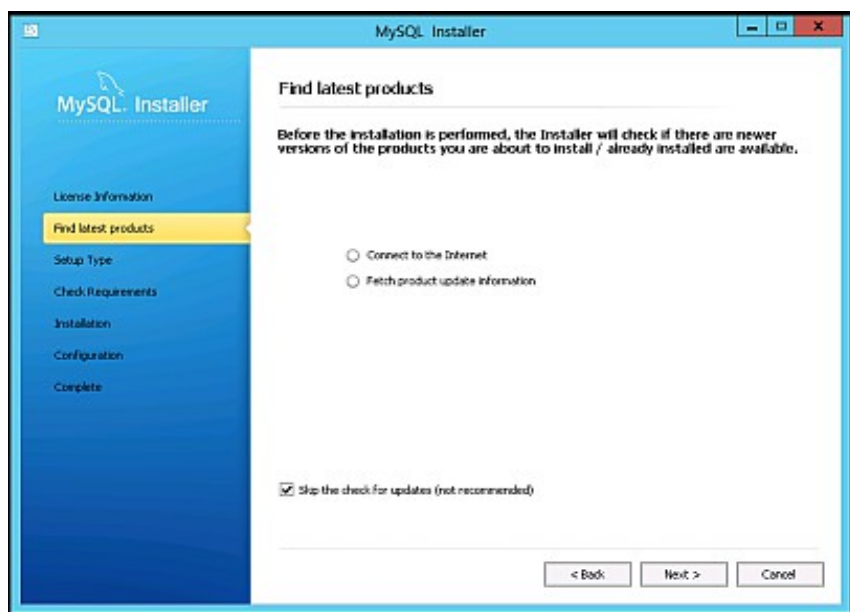 MySQL Installer
MySQL. Installer
Find latest products
Before the installation is performed, the Installer will check if there are newer
versions of the products you are about to install / already installed are available.
License Information
Find latest products
Setup Type
Check Requirements
Installation
Configuration
Complete
Connect to the Internet
Fetch product update information
Skip the check for updates (not recommended)
< Back
Next >
Cancel